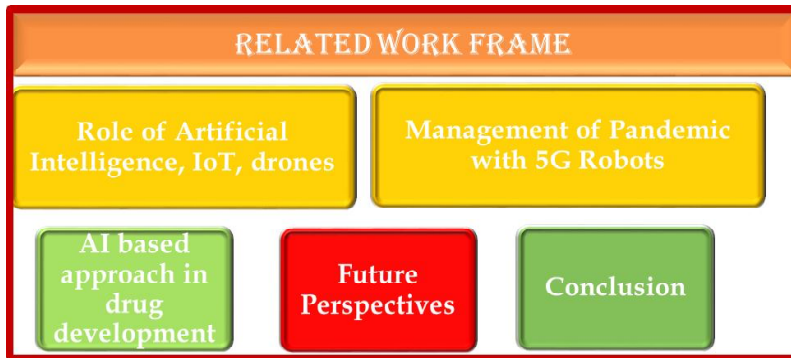 RELATED WORK FRAME
Role of Artificial
Intelligence, IoT, drones
Management of Pandemic
with 5G Robots
AI based
approach in
drug
development
Future
Perspectives
Conclusion